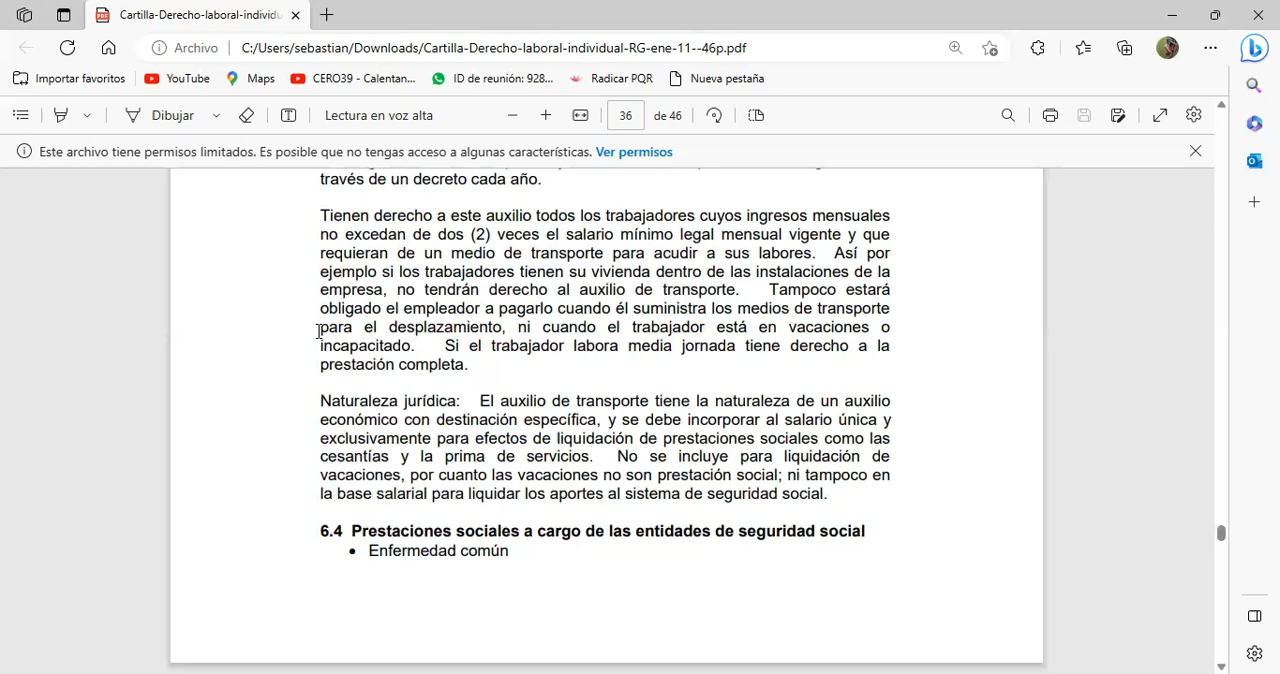 Cartilla-Derecho-laboral-individu
Archivo
C:/Users/sebastian/Downloads/Cartilla-Derecho-laboral-individual-RG-ene-11--46p.pdf
Importar favoritos
YouTube
Maps
CERO39 - Calentan...
ID de reunión: 928...
Radicar PQR
Nueva pestaña
Dibujar
Lectura en voz alta
36
de 46
Este archivo tiene permisos limitados. Es posible que no tengas acceso a algunas características. Ver permisos
través de un decreto cada año.
Tienen derecho a este auxilio todos los trabajadores cuyos ingresos mensuales
no excedan de dos (2) veces el salario mínimo legal mensual vigente y que
requieran de un medio de transporte para acudir a sus labores. Así por
ejemplo si los trabajadores tienen su vivienda dentro de las instalaciones de la
empresa, no tendrán derecho al auxilio de transporte. Tampoco estará
obligado el empleador a pagarlo cuando él suministra los medios de transporte
para el desplazamiento, ni cuando el trabajador está en vacaciones o
incapacitado. Si el trabajador labora media jornada tiene derecho a la
prestación completa.
Naturaleza jurídica: El auxilio de transporte tiene la naturaleza de un auxilio
económico con destinación específica, y se debe incorporar al salario única y
exclusivamente para efectos de liquidación de prestaciones sociales como las
cesantías y la prima de servicios. No se incluye para liquidación de
vacaciones, por cuanto las vacaciones no son prestación social; ni tampoco en
la base salarial para liquidar los aportes al sistema de seguridad social.
6.4 Prestaciones sociales a cargo de las entidades de seguridad social
• Enfermedad común